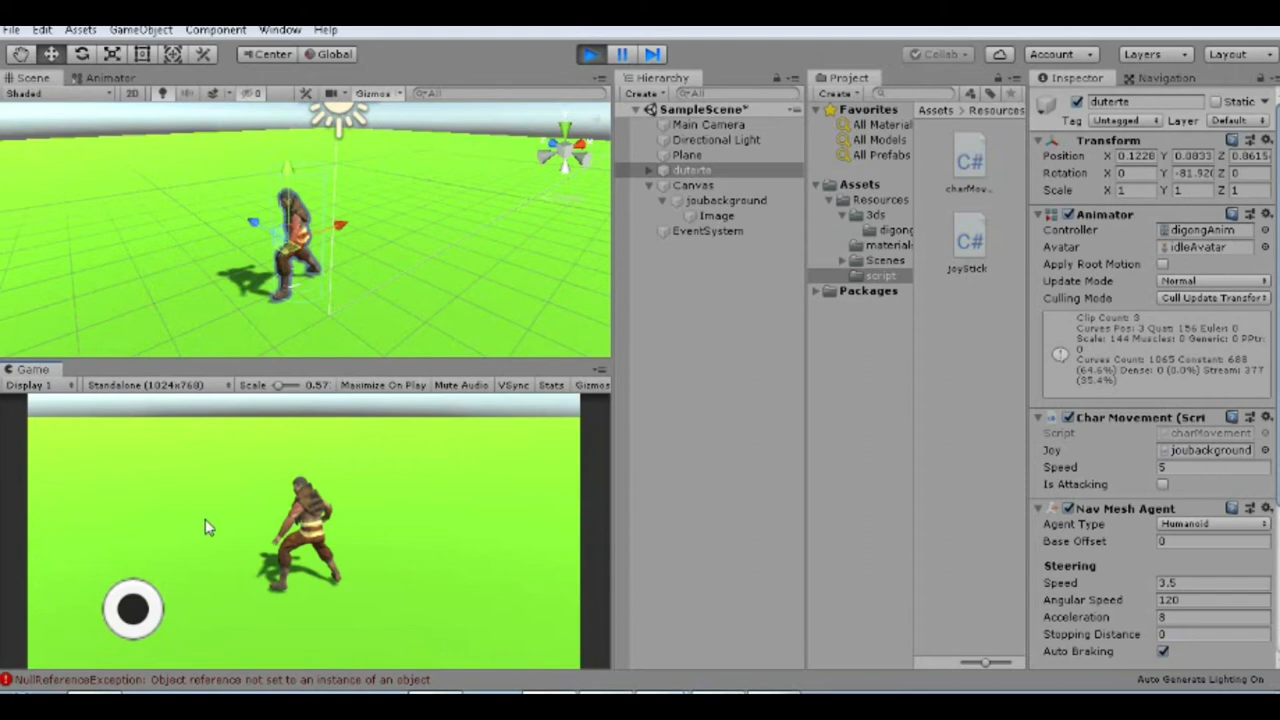 File Edit Assets GameObject Component Window Help
Center Global Collab Account Layers Layout
Scene Animator
Shaded 2D 0 Gizmos All
Game
Display 1 Standalone (1024x768) Scale 0.57 Maximize On Play Mute Audio VSync Stats Gizmos
Hierarchy
Create All
SampleScene*
Main Camera
Directional Light
Plane
duterte
Canvas
joubackground
Image
EventSystem
Project
Create
Favorites
All Material
All Models
All Prefabs
Assets
Resources
3ds
digong
material
Scenes
script
Packages
Assets Resources
C#
charMov...
C#
joyStick
Inspector Navigation
duterte Static
Tag Untagged Layer Default
Transform
Position X 0.1228 Y 0.0833 Z 0.8615
Rotation X 0 Y -81.920 Z 0
Scale X 1 Y 1 Z 1
Animator
Controller digongAnim
Avatar idleAvatar
Apply Root Motion
Update Mode Normal
Culling Mode Cull Update Transfor
Clip Count: 3
Curves Pos: 3 Quat: 156 Euler: 0
Scale: 144 Muscles: 0 Generic: 0 PPtr:
0
Curves Count: 1065 Constant: 688
(64.6%) Dense: 0 (0.0%) Stream: 377
(35.4%)
Char Movement (Scri
Script charMovement
Joy joubackground
Speed 5
Is Attacking
Nav Mesh Agent
Agent Type Humanoid
Base Offset 0
Steering
Speed 3.5
Angular Speed 120
Acceleration 8
Stopping Distance 0
Auto Braking
NullReferenceException: Object reference not set to an instance of an object
Auto Generate Lighting On